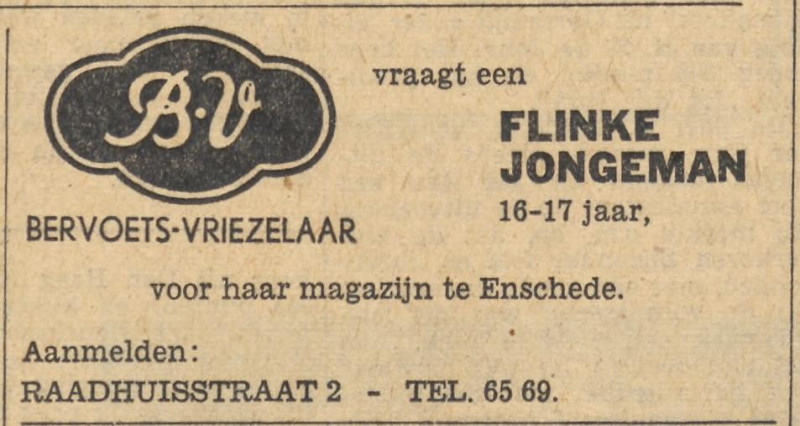 B·V
vraagt een
FLINKE
JONGEMAN
16-17 jaar,
BERVOETS-VRIEZELAAR
voor haar magazijn te Enschede.
Aanmelden:
RAADHUISSTRAAT 2 - TEL. 65 69.